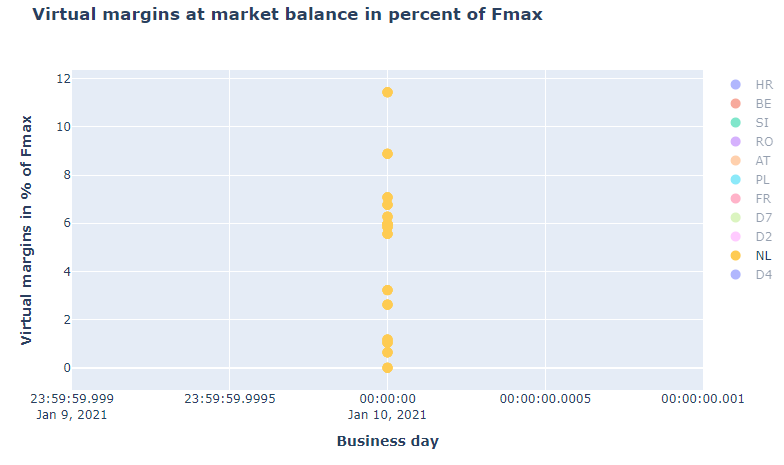 Virtual margins at market balance in percent of Fmax
Virtual margins in % of Fmax
12
10
8
6
4
2
0
23:59:59.999
Jan 9, 2021
23:59:59.9995
00:00:00
Jan 10, 2021
00:00:00.0005
00:00:00.001
Business day
HR
BE
SI
RO
AT
PL
FR
D7
D2
NL
D4